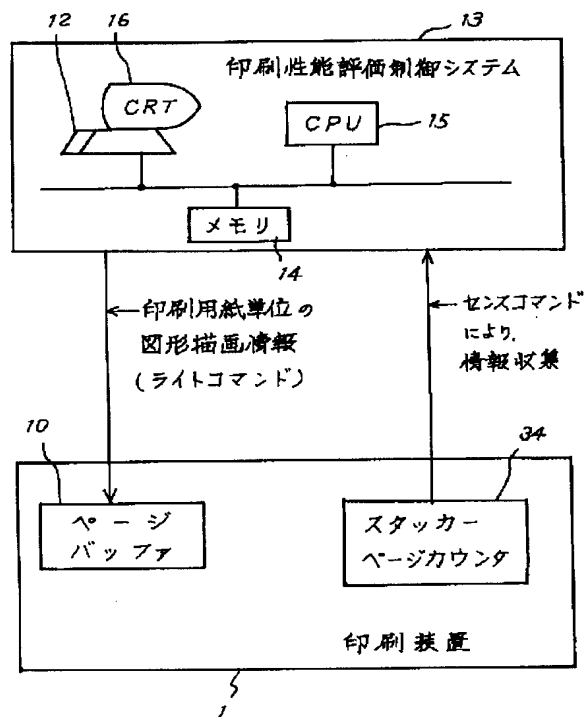 12
16
13
印刷性能評価制御システム
CRT
CPU
15
メモリ
14
印刷用紙単位の
図形描画情報
(ライトコマンド)
センスコマンド
により,
情報収集
10
34
ページ
バッファ
スタッカー
ページカウンタ
印刷装置
1